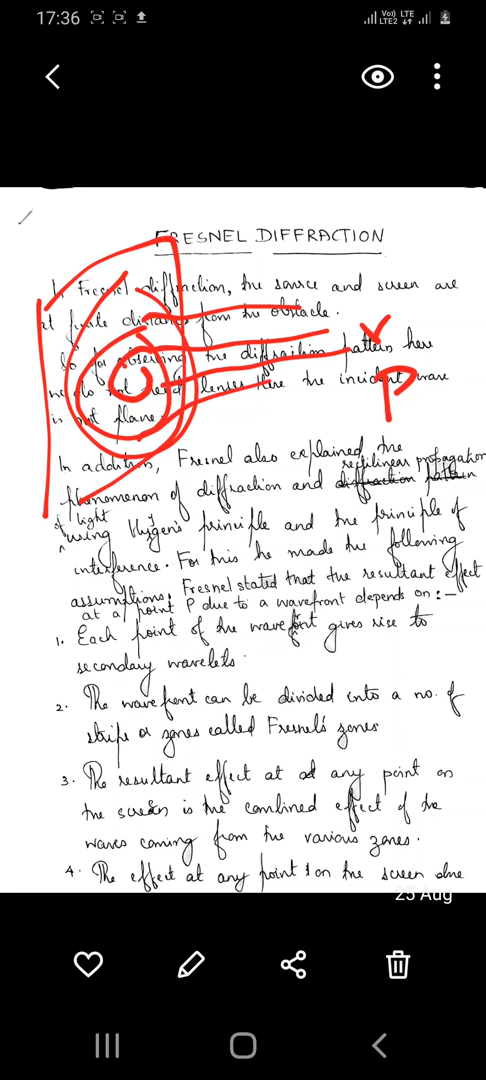 17:36
Vo)) LTE
LTE2
FRESNEL DIFFRACTION
In Fresnel diffraction, the source and screen are
at finite distance from the obstacle.
So for observing the diffraction pattern here
we do not need lenses here the incident wave
is not plane
P
In addition, Fresnel also explained the
phenomenon of diffraction and rectilinear propagation
of light using Hygen's principle and the principle of
interference. For this he made the following
assumptions: Fresnel stated that the resultant effect
at a point P due to a wavefront depends on:-
1. Each point of the wavefront gives rise to
secondary wavelets.
2. The wavefront can be divided into a no. of
strips or zones called Fresnel's zones
3. The resultant effect at any point on
the screen is the combined effect of the
waves coming from the various zones.
4. The effect at any point on the screen due
25 Aug